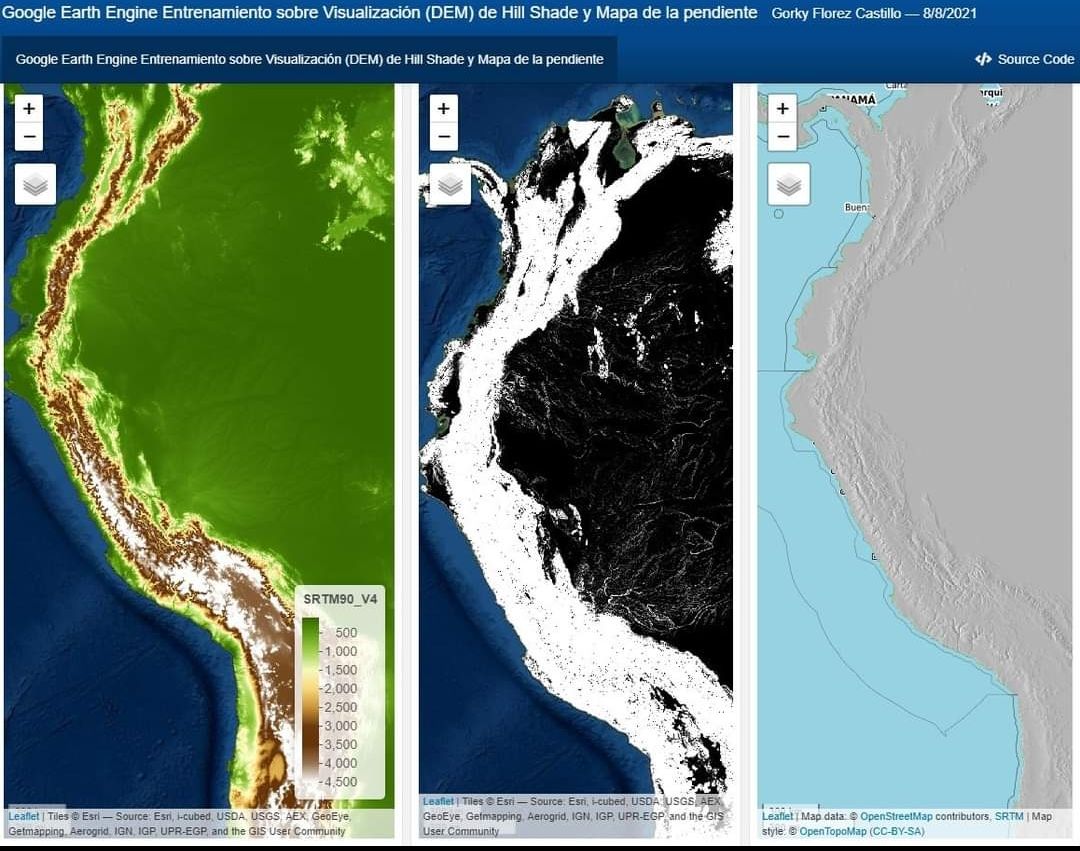 Google Earth Engine Entrenamiento sobre Visualización (DEM) de Hill Shade y Mapa de la pendiente Gorky Florez Castillo — 8/8/2021
Google Earth Engine Entrenamiento sobre Visualización (DEM) de Hill Shade y Mapa de la pendiente
</> Source Code
+
−
SRTM90_V4
500
1,000
1,500
2,000
2,500
3,000
3,500
4,000
4,500
Leaflet | Tiles © Esri — Source: Esri, i-cubed, USDA, USGS, AEX, GeoEye,
Getmapping, Aerogrid, IGN, IGP, UPR-EGP, and the GIS User Community
+
−
Leaflet | Tiles © Esri — Source: Esri, i-cubed, USDA, USGS, AEX,
GeoEye, Getmapping, Aerogrid, IGN, IGP, UPR-EGP, and the GIS
User Community
+
−
Buen
Leaflet | Map data: © OpenStreetMap contributors, SRTM | Map
style: © OpenTopoMap (CC-BY-SA)